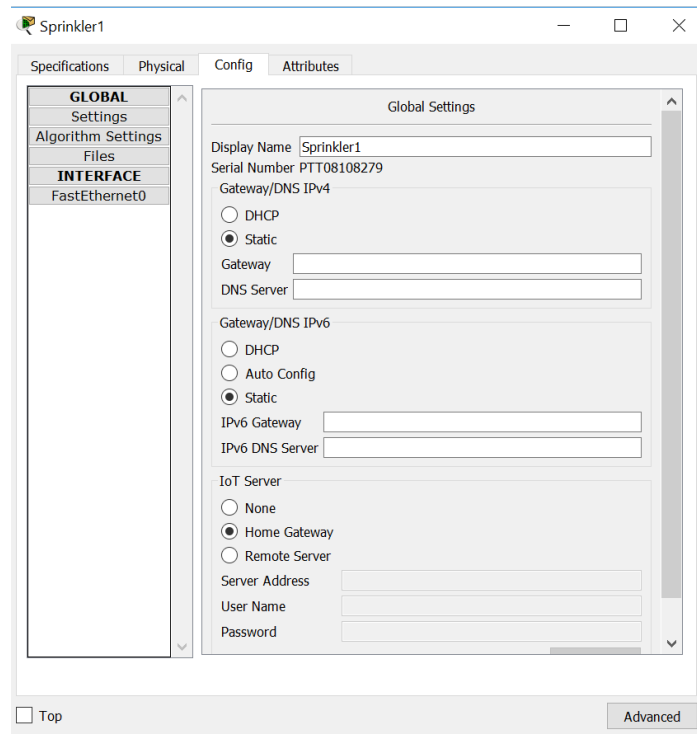 Sprinkler1
Specifications Physical Config Attributes
GLOBAL
Settings
Algorithm Settings
Files
INTERFACE
FastEthernet0
Global Settings
Display Name Sprinkler1
Serial Number PTT08108279
Gateway/DNS IPv4
DHCP
Static
Gateway
DNS Server
Gateway/DNS IPv6
DHCP
Auto Config
Static
IPv6 Gateway
IPv6 DNS Server
IoT Server
None
Home Gateway
Remote Server
Server Address
User Name
Password
Top
Advanced